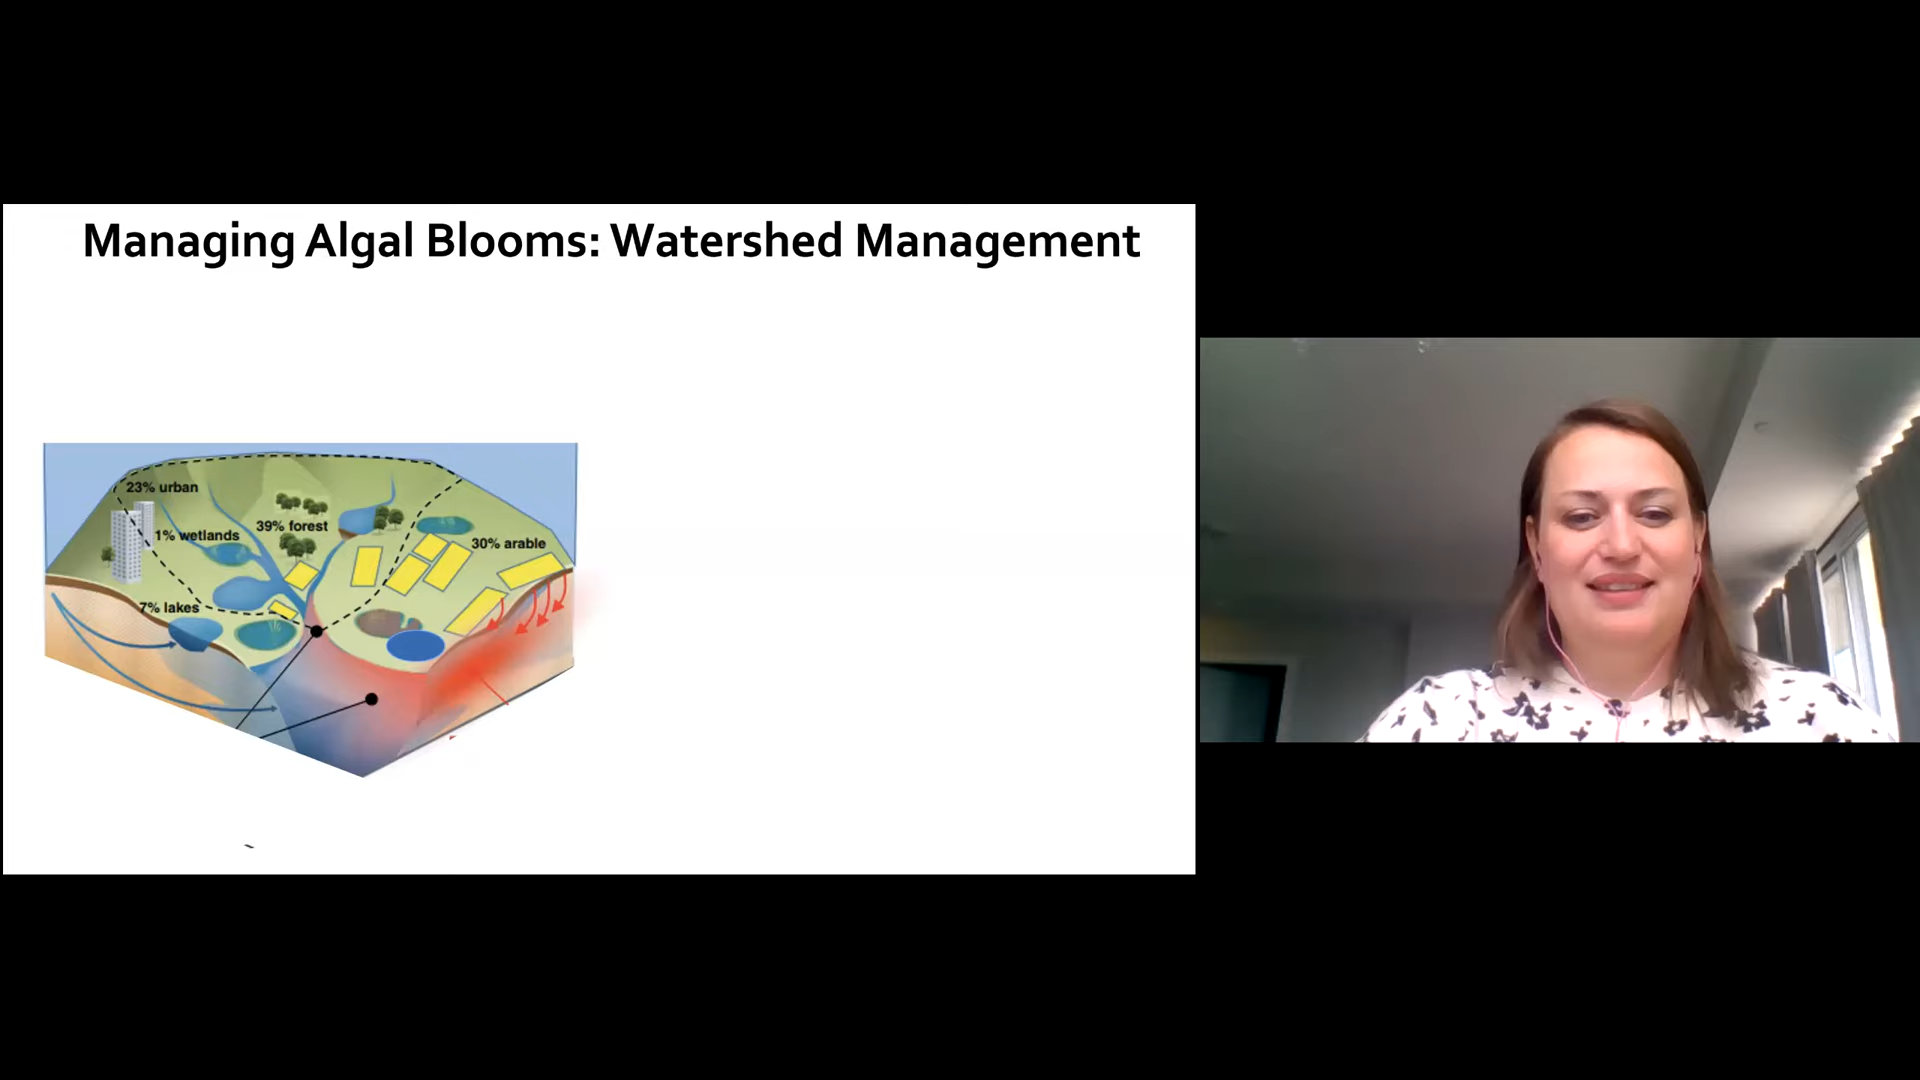 Managing Algal Blooms: Watershed Management
23% urban
39% forest
1% wetlands
30% arable
7% lakes